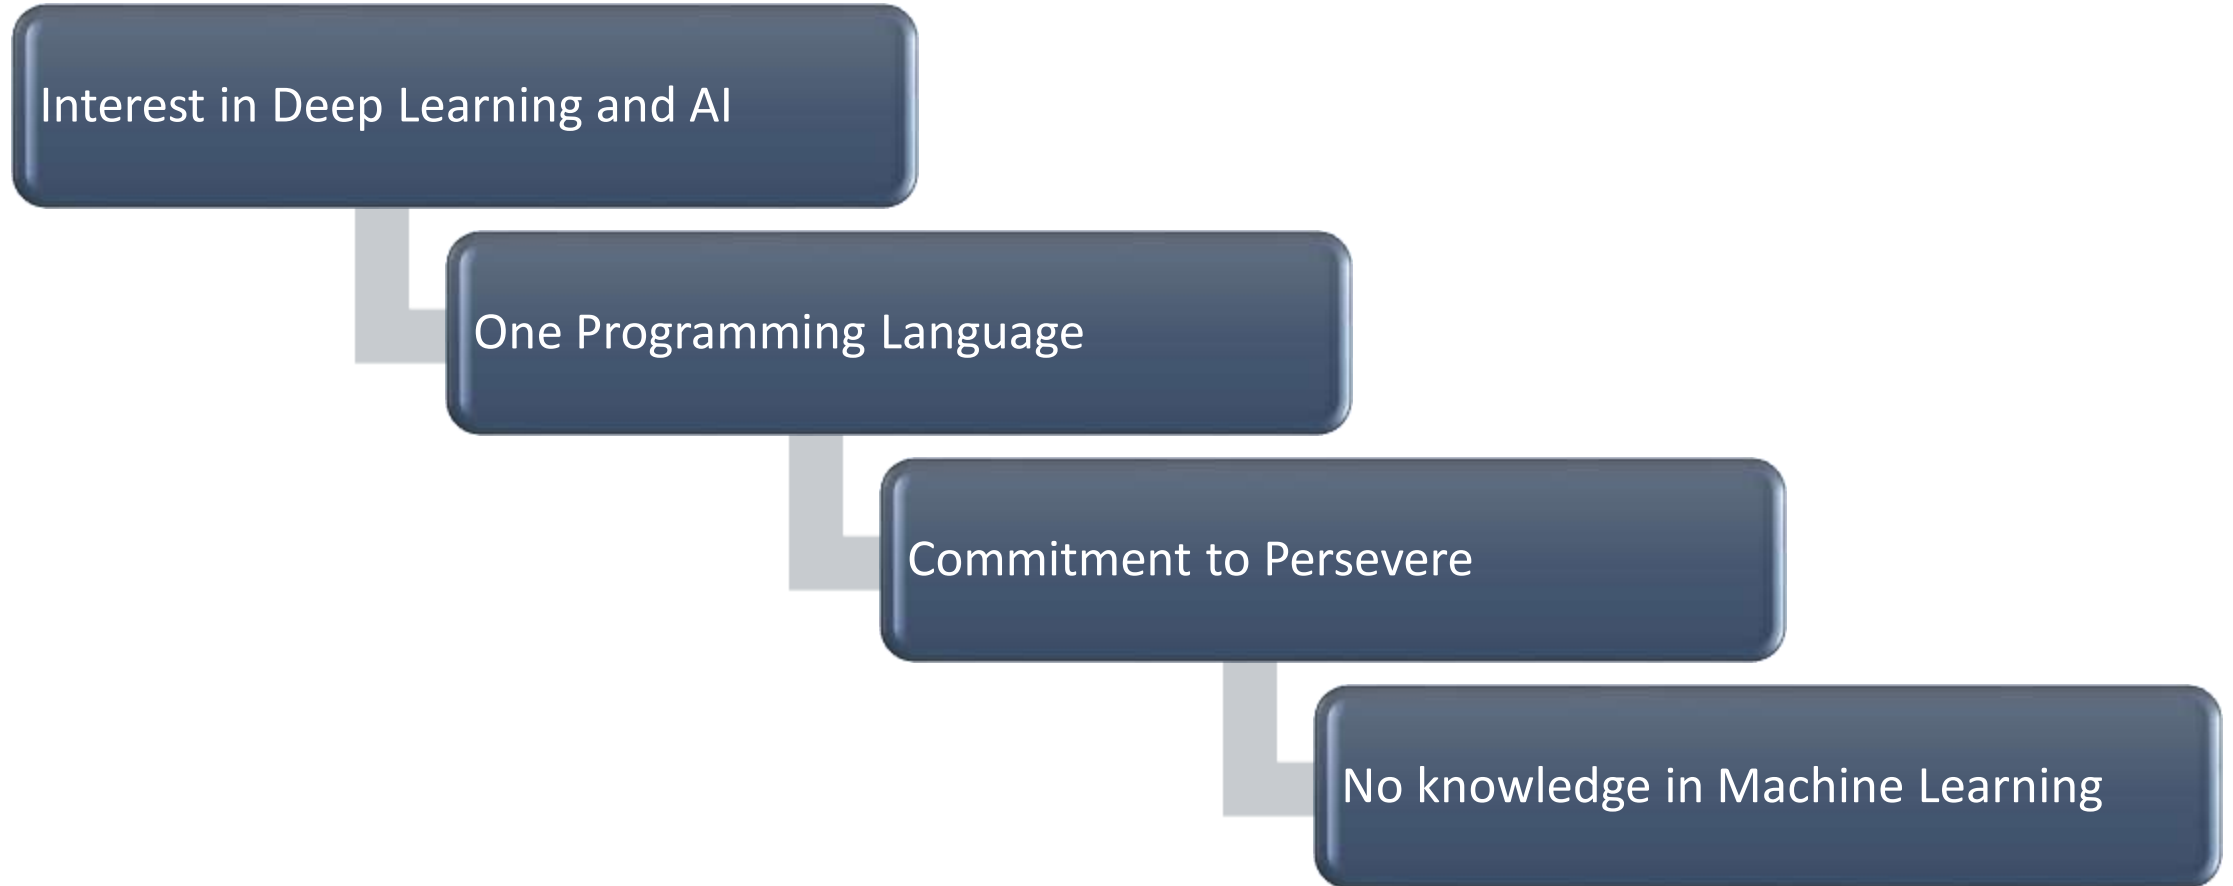 Interest in Deep Learning and AI
One Programming Language
Commitment to Persevere
No knowledge in Machine Learning